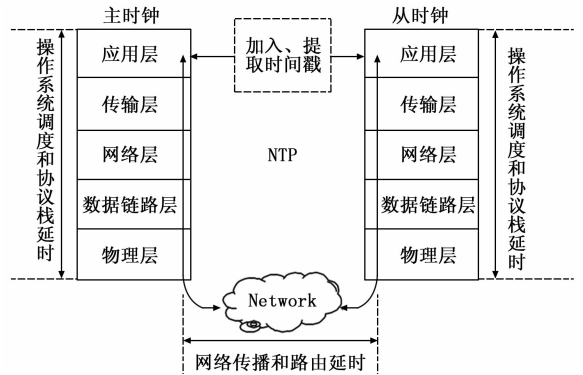 主时钟
从时钟
操作系统调度和协议栈延时
应用层
传输层
网络层
数据链路层
物理层
加入、提
取时间戳
NTP
应用层
传输层
网络层
数据链路层
物理层
操作系统调度和协议栈延时
Network
网络传播和路由延时